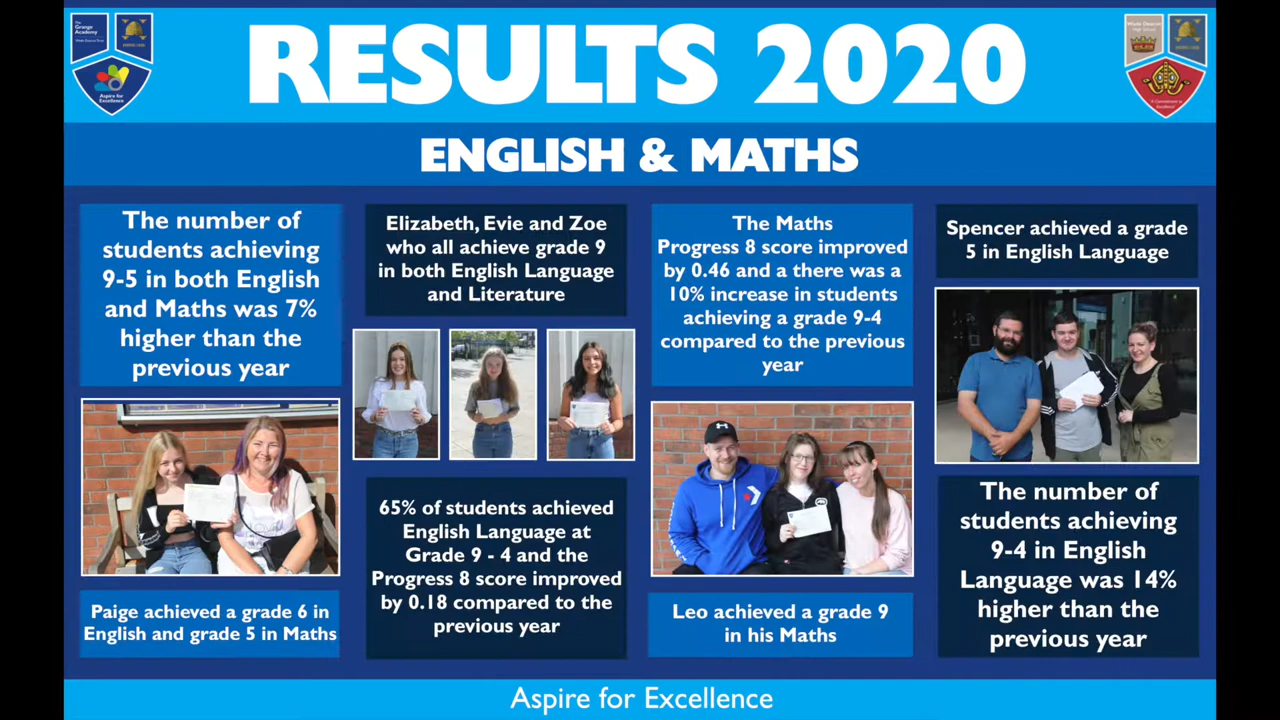 The
Grange
Academy
Aspire for
Excellence
RESULTS 2020
ENGLISH & MATHS
The number of
students achieving
9-5 in both English
and Maths was 7%
higher than the
previous year
Paige achieved a grade 6 in
English and grade 5 in Maths
Elizabeth, Evie and Zoe
who all achieve grade 9
in both English Language
and Literature
65% of students achieved
English Language at
Grade 9 - 4 and the
Progress 8 score improved
by 0.18 compared to the
previous year
The Maths
Progress 8 score improved
by 0.46 and a there was a
10% increase in students
achieving a grade 9-4
compared to the previous
year
Leo achieved a grade 9
in his Maths
Spencer achieved a grade
5 in English Language
The number of
students achieving
9-4 in English
Language was 14%
higher than the
previous year
Aspire for Excellence